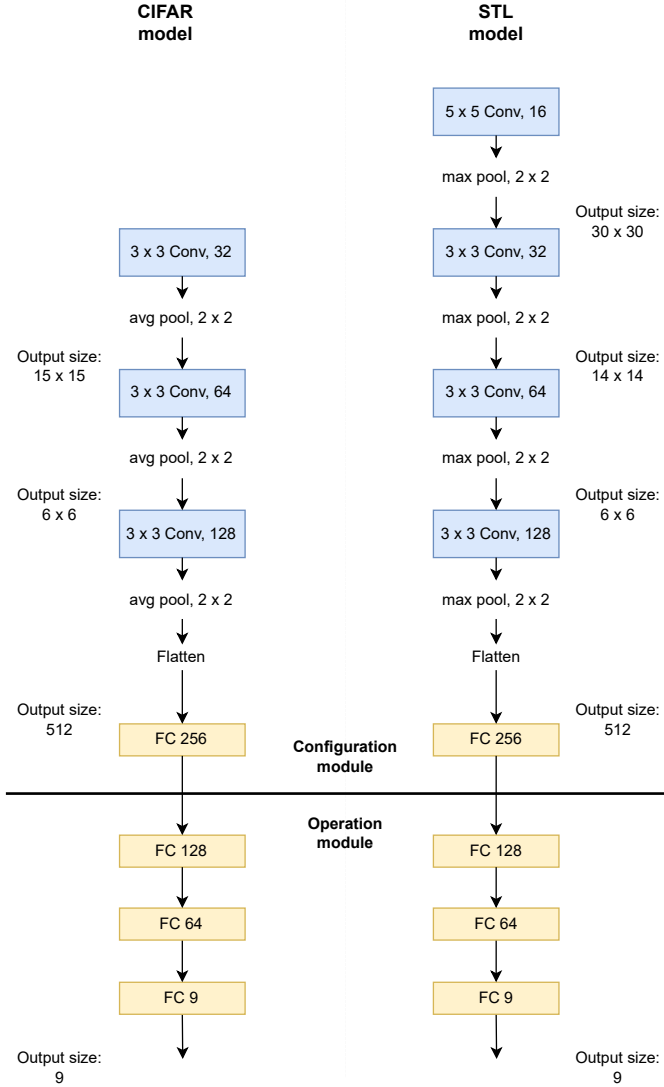 CIFAR
model
3 x 3 Conv, 32
avg pool, 2 x 2
Output size:
15 x 15
3 x 3 Conv, 64
avg pool, 2 x 2
Output size:
6 x 6
3 x 3 Conv, 128
avg pool, 2 x 2
Flatten
Output size:
512
FC 256
FC 128
FC 64
FC 9
Output size:
9
STL
model
5 x 5 Conv, 16
max pool, 2 x 2
Output size:
30 x 30
3 x 3 Conv, 32
max pool, 2 x 2
Output size:
14 x 14
3 x 3 Conv, 64
max pool, 2 x 2
Output size:
6 x 6
3 x 3 Conv, 128
max pool, 2 x 2
Flatten
Output size:
512
FC 256
Configuration
module
Operation
module
FC 128
FC 64
FC 9
Output size:
9